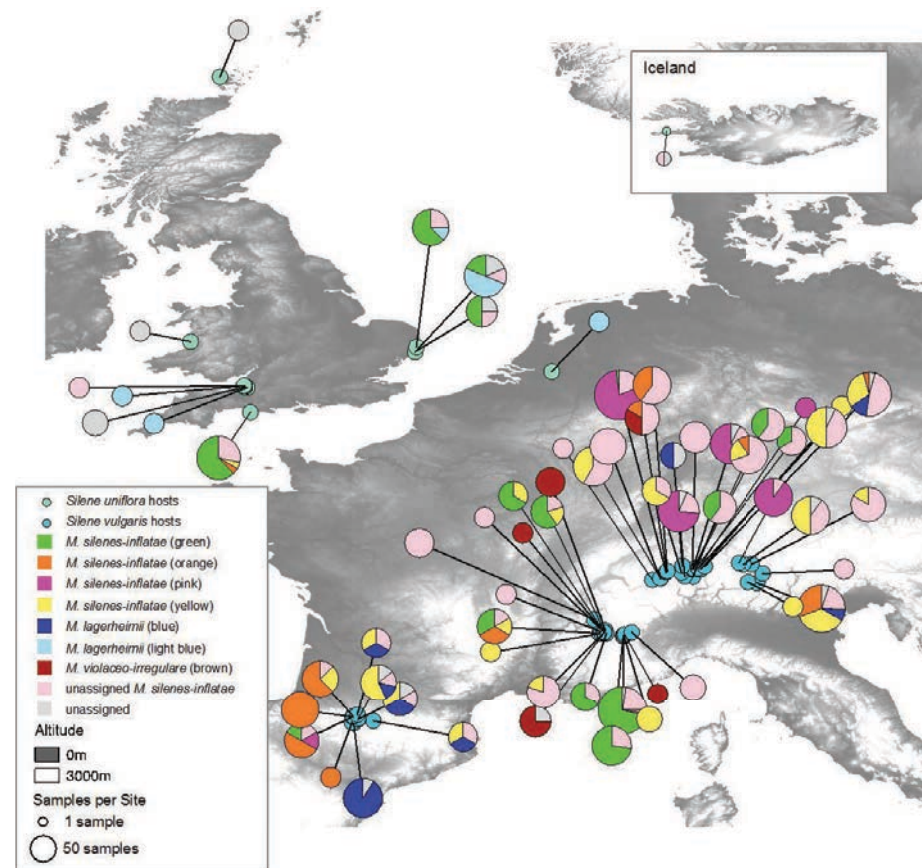 Iceland
Silene uniflora hosts
Silene vulgaris hosts
M. silenes-inflatae (green)
M. silenes-inflatae (orange)
M. silenes-inflatae (pink)
M. silenes-inflatae (yellow)
M. lagerheimii (blue)
M. lagerheimii (light blue)
M. violaceo-irregulare (brown)
unassigned M. silenes-inflatae
unassigned
Altitude
0m
3000m
Samples per Site
1 sample
50 samples